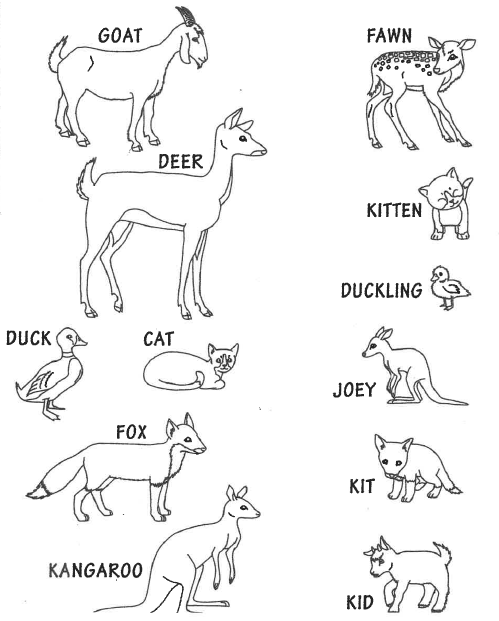 GOAT
FAWN
DEER
KITTEN
DUCKLING
DUCK
CAT
JOEY
FOX
KIT
KANGAROO
KID